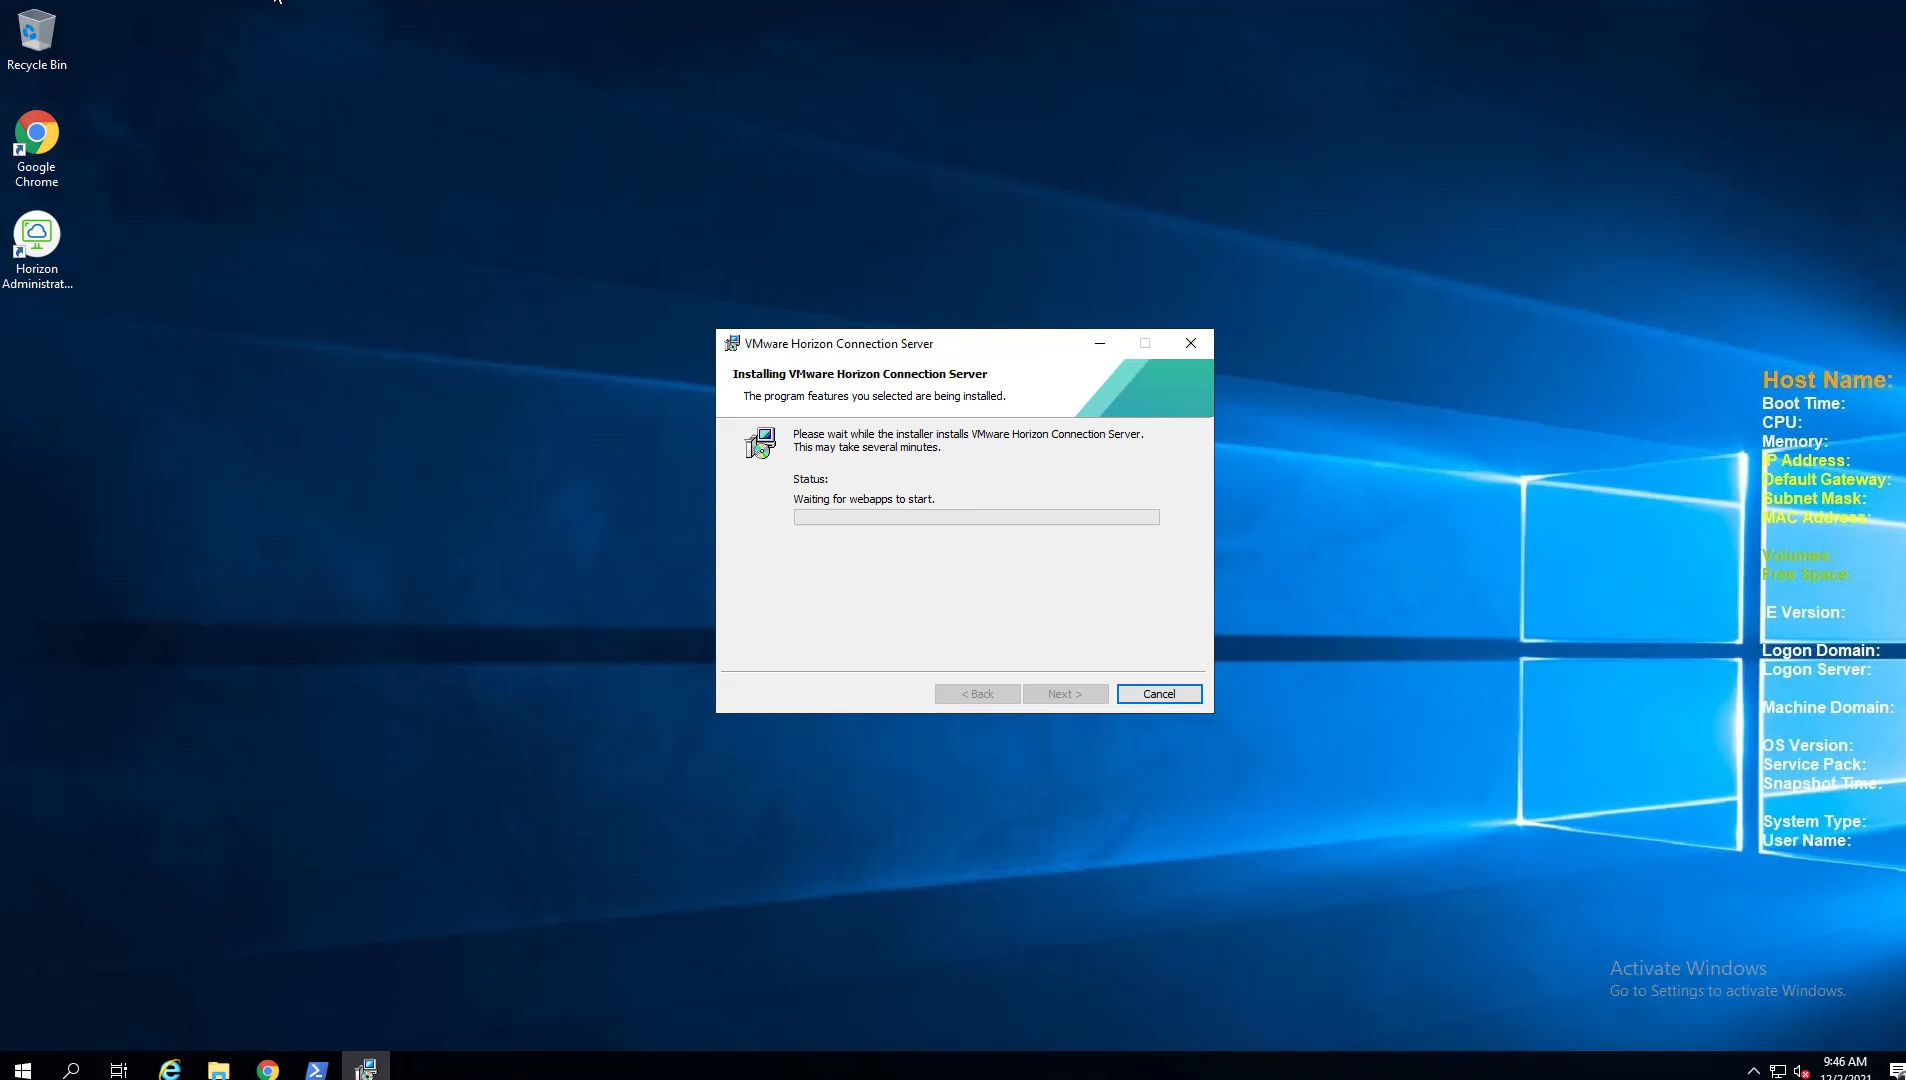 Recycle Bin
Google
Chrome
Horizon
Administrat...
VMware Horizon Connection Server
Installing VMware Horizon Connection Server
The program features you selected are being installed.
Please wait while the installer installs VMware Horizon Connection Server.
This may take several minutes.
Status:
Waiting for webapps to start.
< Back
Next >
Cancel
Host Name:
Boot Time:
CPU:
Memory:
IP Address:
Default Gateway:
Subnet Mask:
MAC Address:
Volumes:
Free Space:
IE Version:
Logon Domain:
Logon Server:
Machine Domain:
OS Version:
Service Pack:
Snapshot Time:
System Type:
User Name:
Activate Windows
Go to Settings to activate Windows.
9:46 AM
12/2/2021